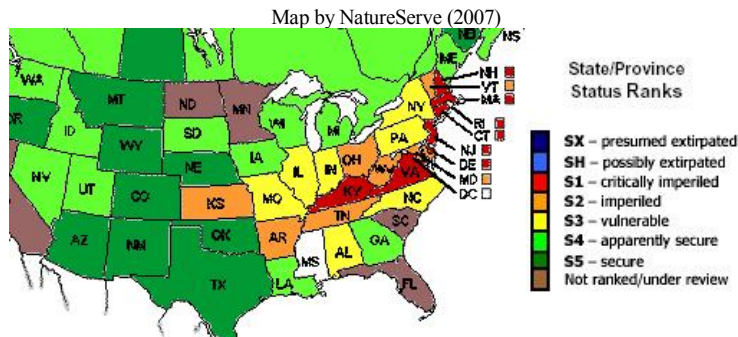 Map by NatureServe (2007)
NB
NS
ME
WA
MT
ND
MN
NH
VT
MA
OR
ID
SD
WI
MI
NY
RI
CT
WY
IA
PA
NJ
NE
OH
DE
NV
UT
IL
IN
WV
VA
MD
CO
KS
MO
KY
DC
NC
TN
AZ
NM
OK
AR
SC
MS
AL
GA
TX
LA
FL
State/Province
Status Ranks
SX – presumed extirpated
SH – possibly extirpated
S1 – critically imperiled
S2 – imperiled
S3 – vulnerable
S4 – apparently secure
S5 – secure
Not ranked/under review